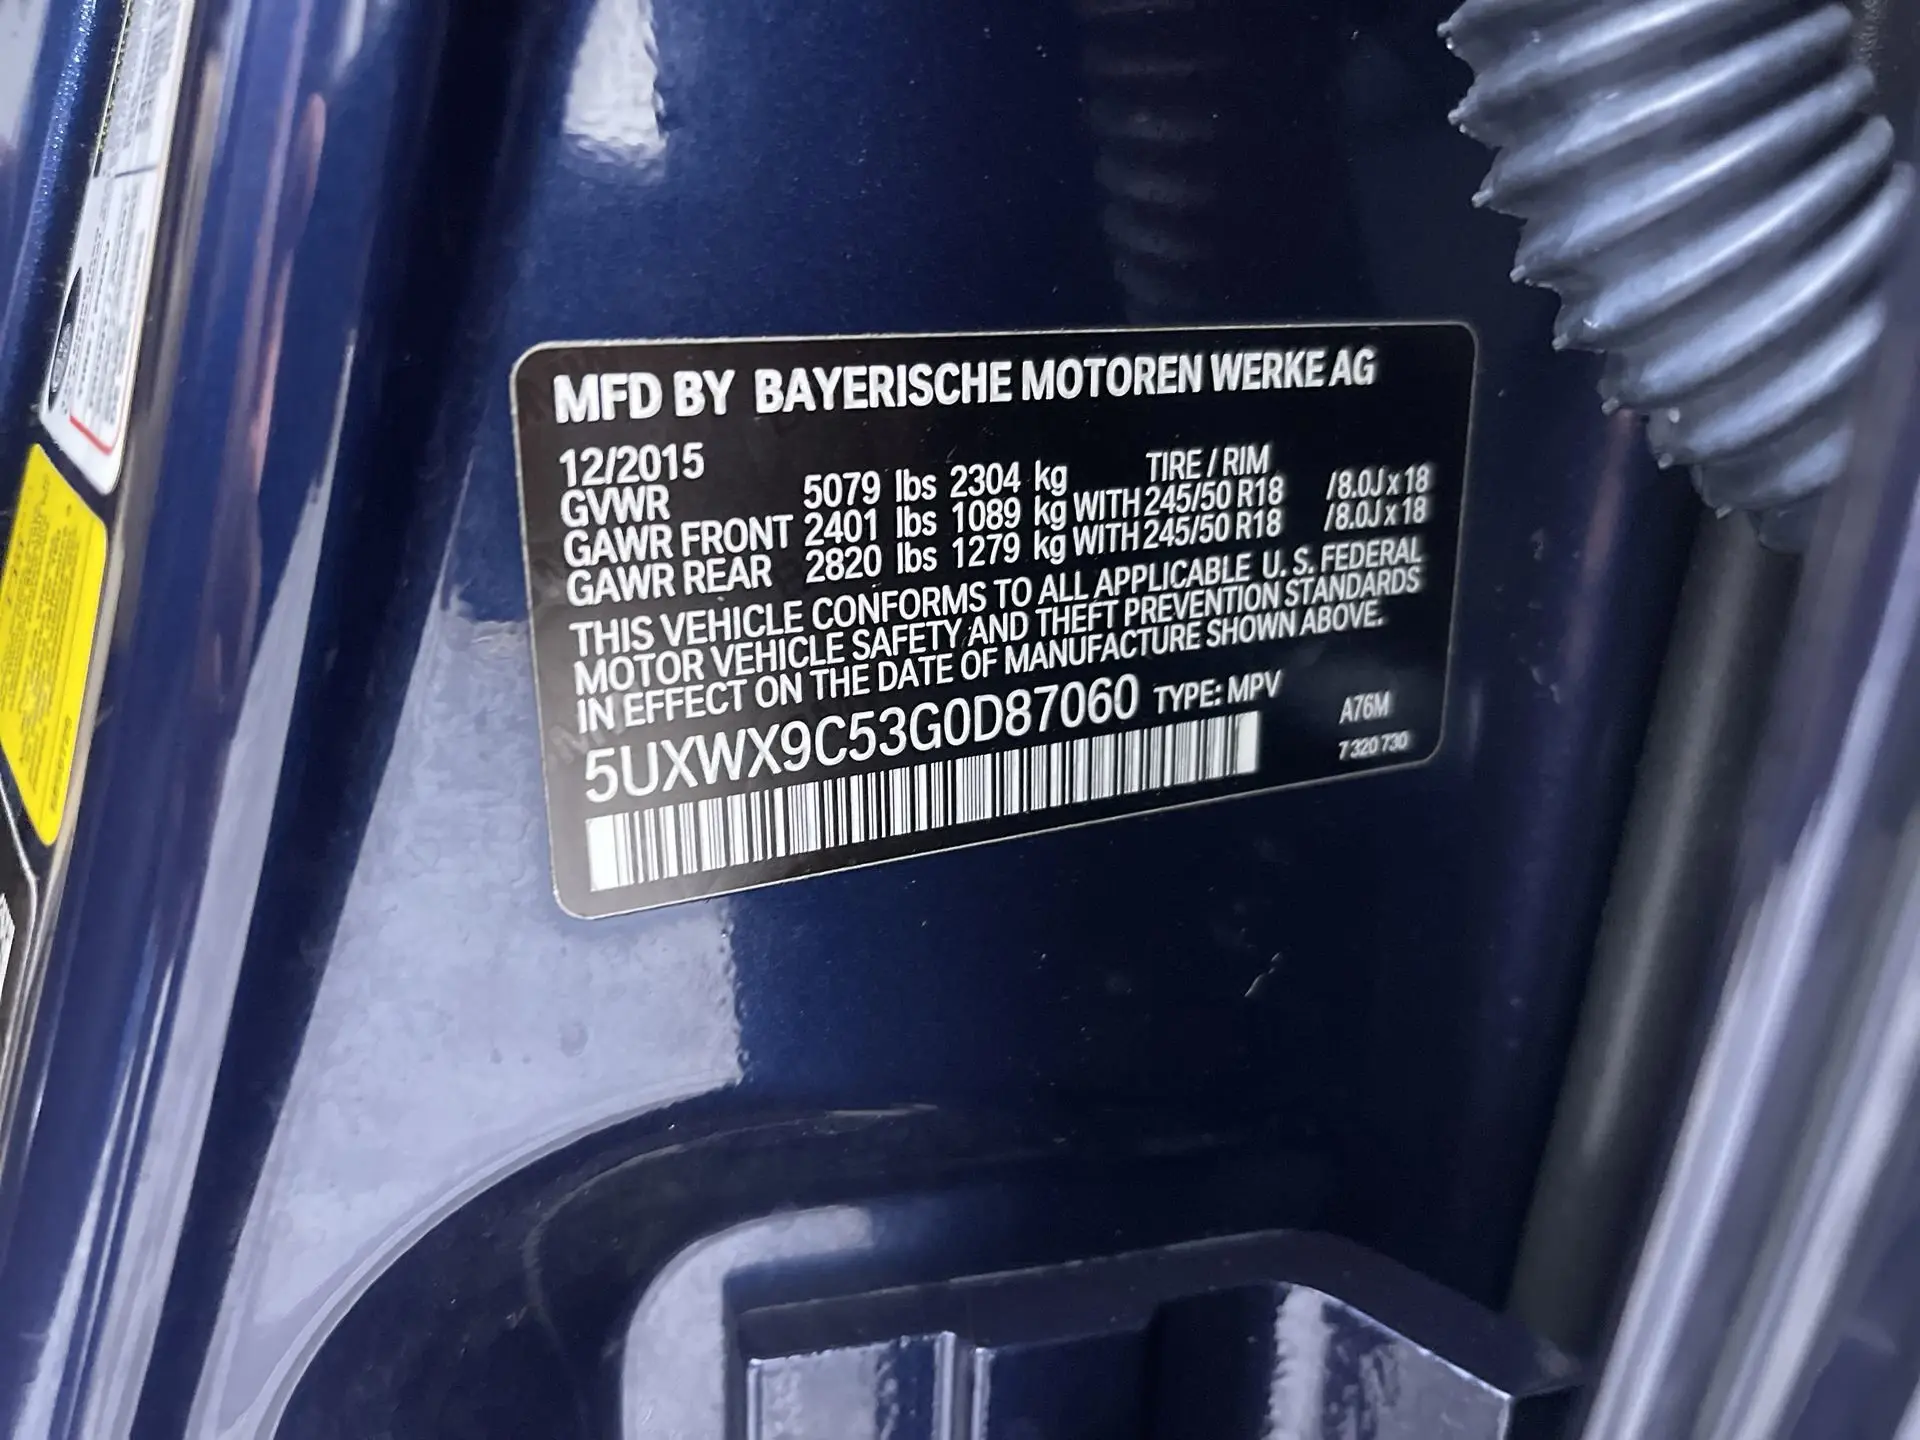 MFD BY BAYERISCHE MOTOREN WERKE AG
12/2015 TIRE / RIM
GVWR 5079 lbs 2304 kg
GAWR FRONT 2401 lbs 1089 kg WITH 245/50 R18 /8.0J x 18
GAWR REAR 2820 lbs 1279 kg WITH 245/50 R18 /8.0J x 18
THIS VEHICLE CONFORMS TO ALL APPLICABLE U. S. FEDERAL
MOTOR VEHICLE SAFETY AND THEFT PREVENTION STANDARDS
IN EFFECT ON THE DATE OF MANUFACTURE SHOWN ABOVE.
5UXWX9C53G0D87060 TYPE: MPV A76M
7 320 730